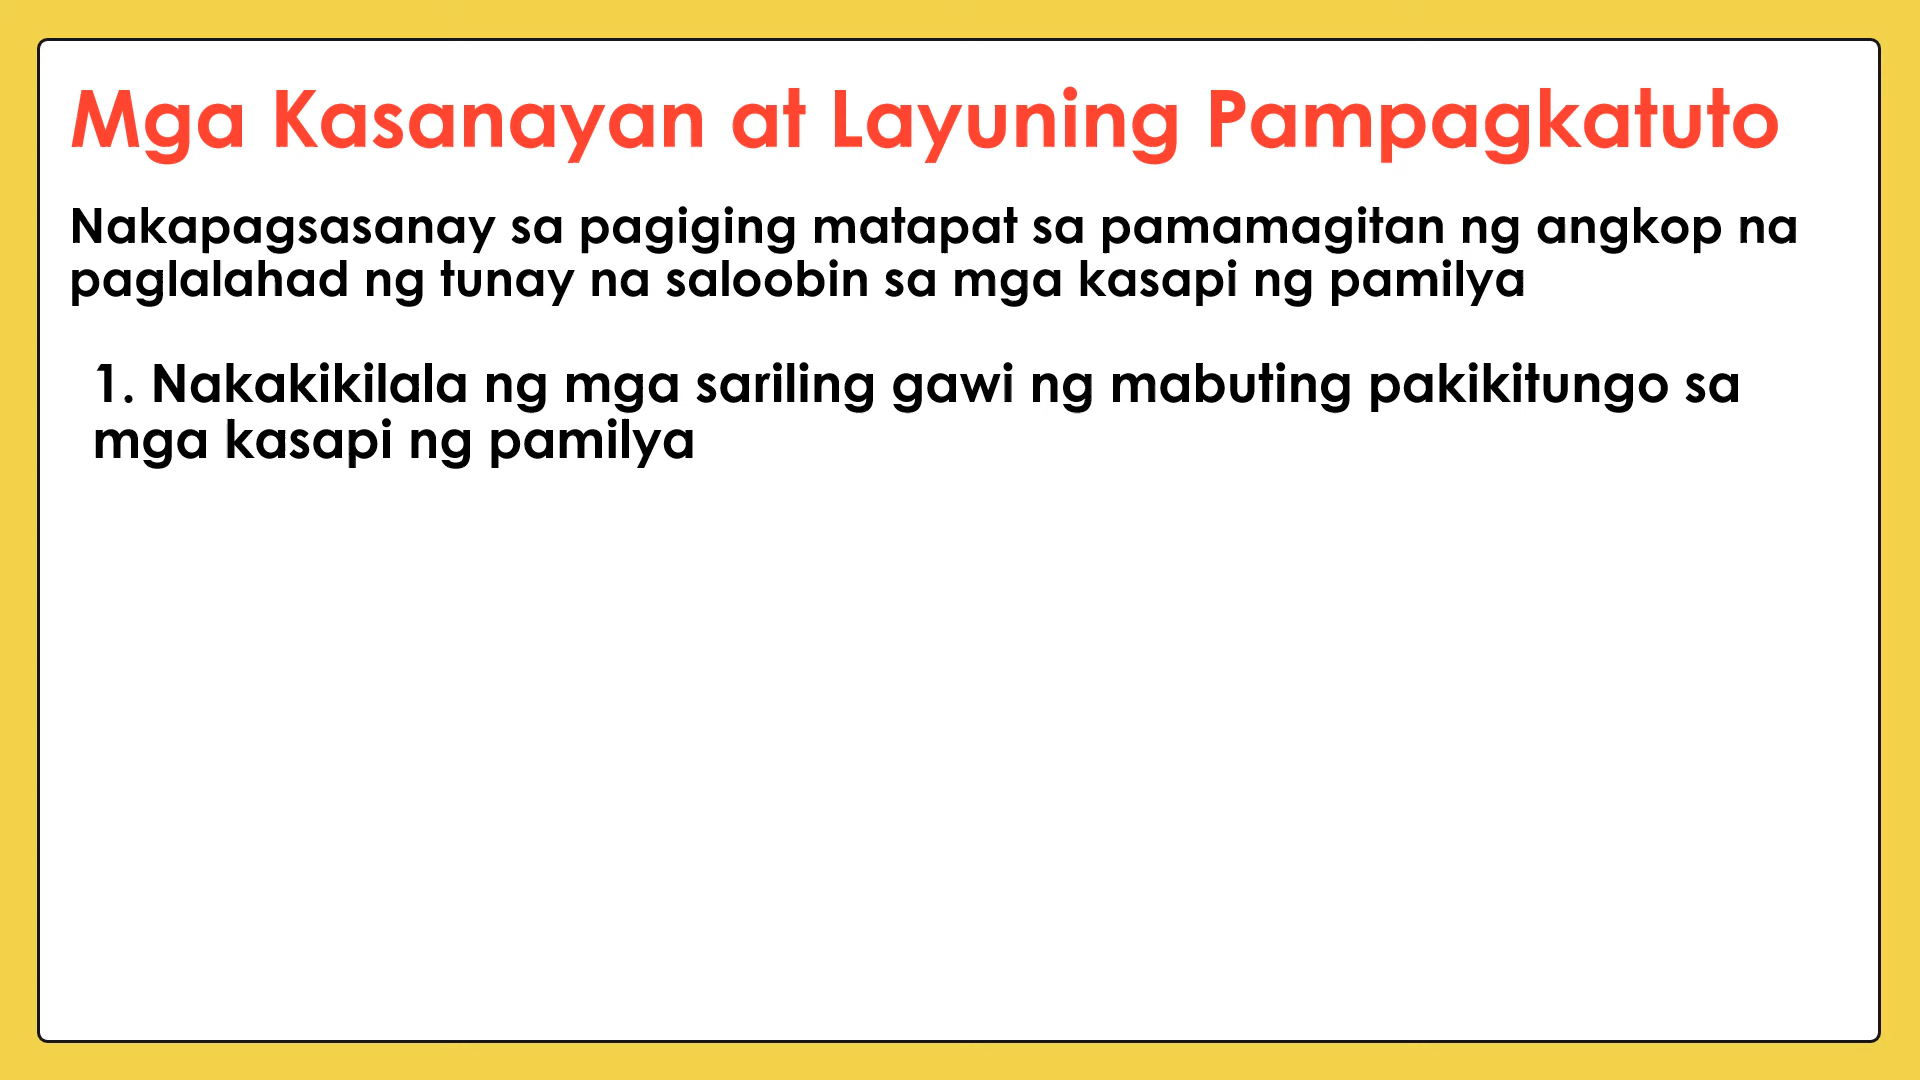 Mga Kasanayan at Layuning Pampagkatuto
Nakapagsasanay sa pagiging matapat sa pamamagitan ng angkop na
paglalahad ng tunay na saloobin sa mga kasapi ng pamilya
1. Nakakikilala ng mga sariling gawi ng mabuting pakikitungo sa
mga kasapi ng pamilya